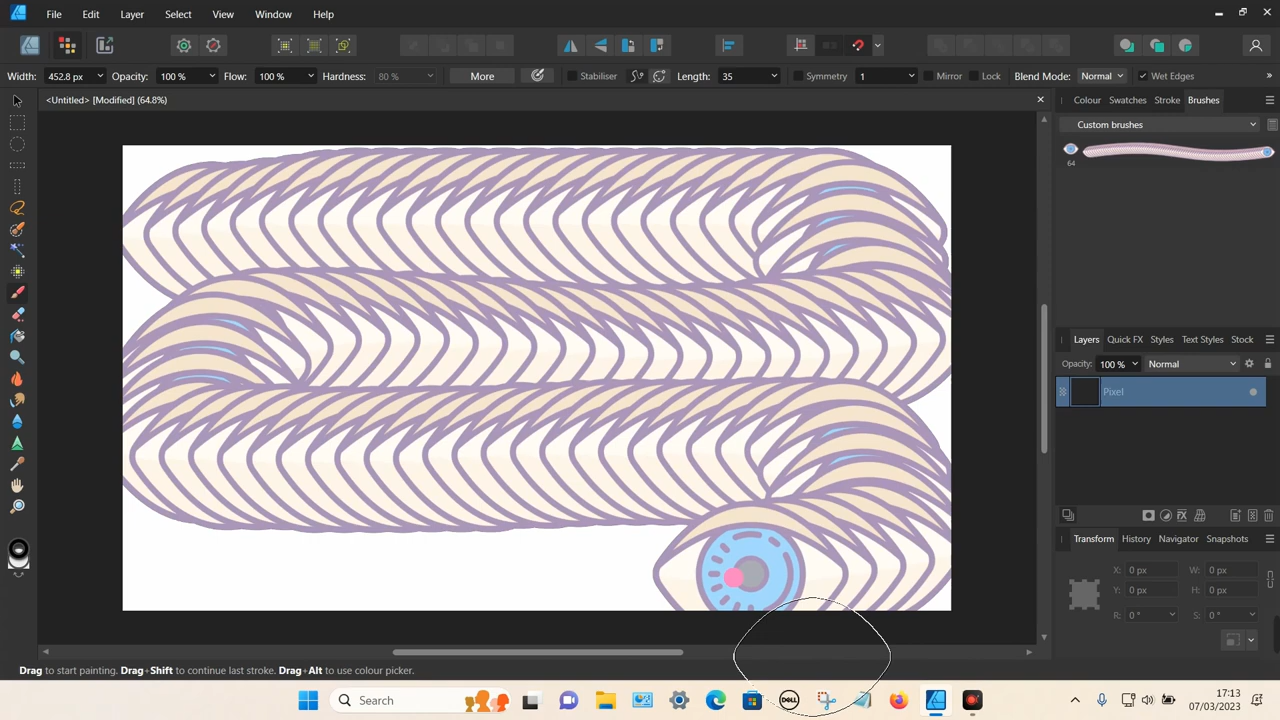 File Edit View Layer Select Text Window Help
Width: 452.8 px Opacity: 100 % Flow: 100 % Hardness: 80 % More Stabiliser Length: 35 Symmetry 1 Mirror Lock Blend Mode: Normal Wet Edges
<Untitled> [Modified] (64.8%)
Colour Swatches Stroke Brushes
Custom brushes
64
Layers Quick FX Styles Text Styles Stock
Opacity: 100 % Normal
Pixel
Transform History Navigator Snapshots
X: 0 px W: 0 px
Y: 0 px H: 0 px
R: 0 ° S: 0 °
Drag to start painting. Drag+Shift to continue last stroke. Drag+Alt to use colour picker.
Search
DELL
17:13
07/03/2023